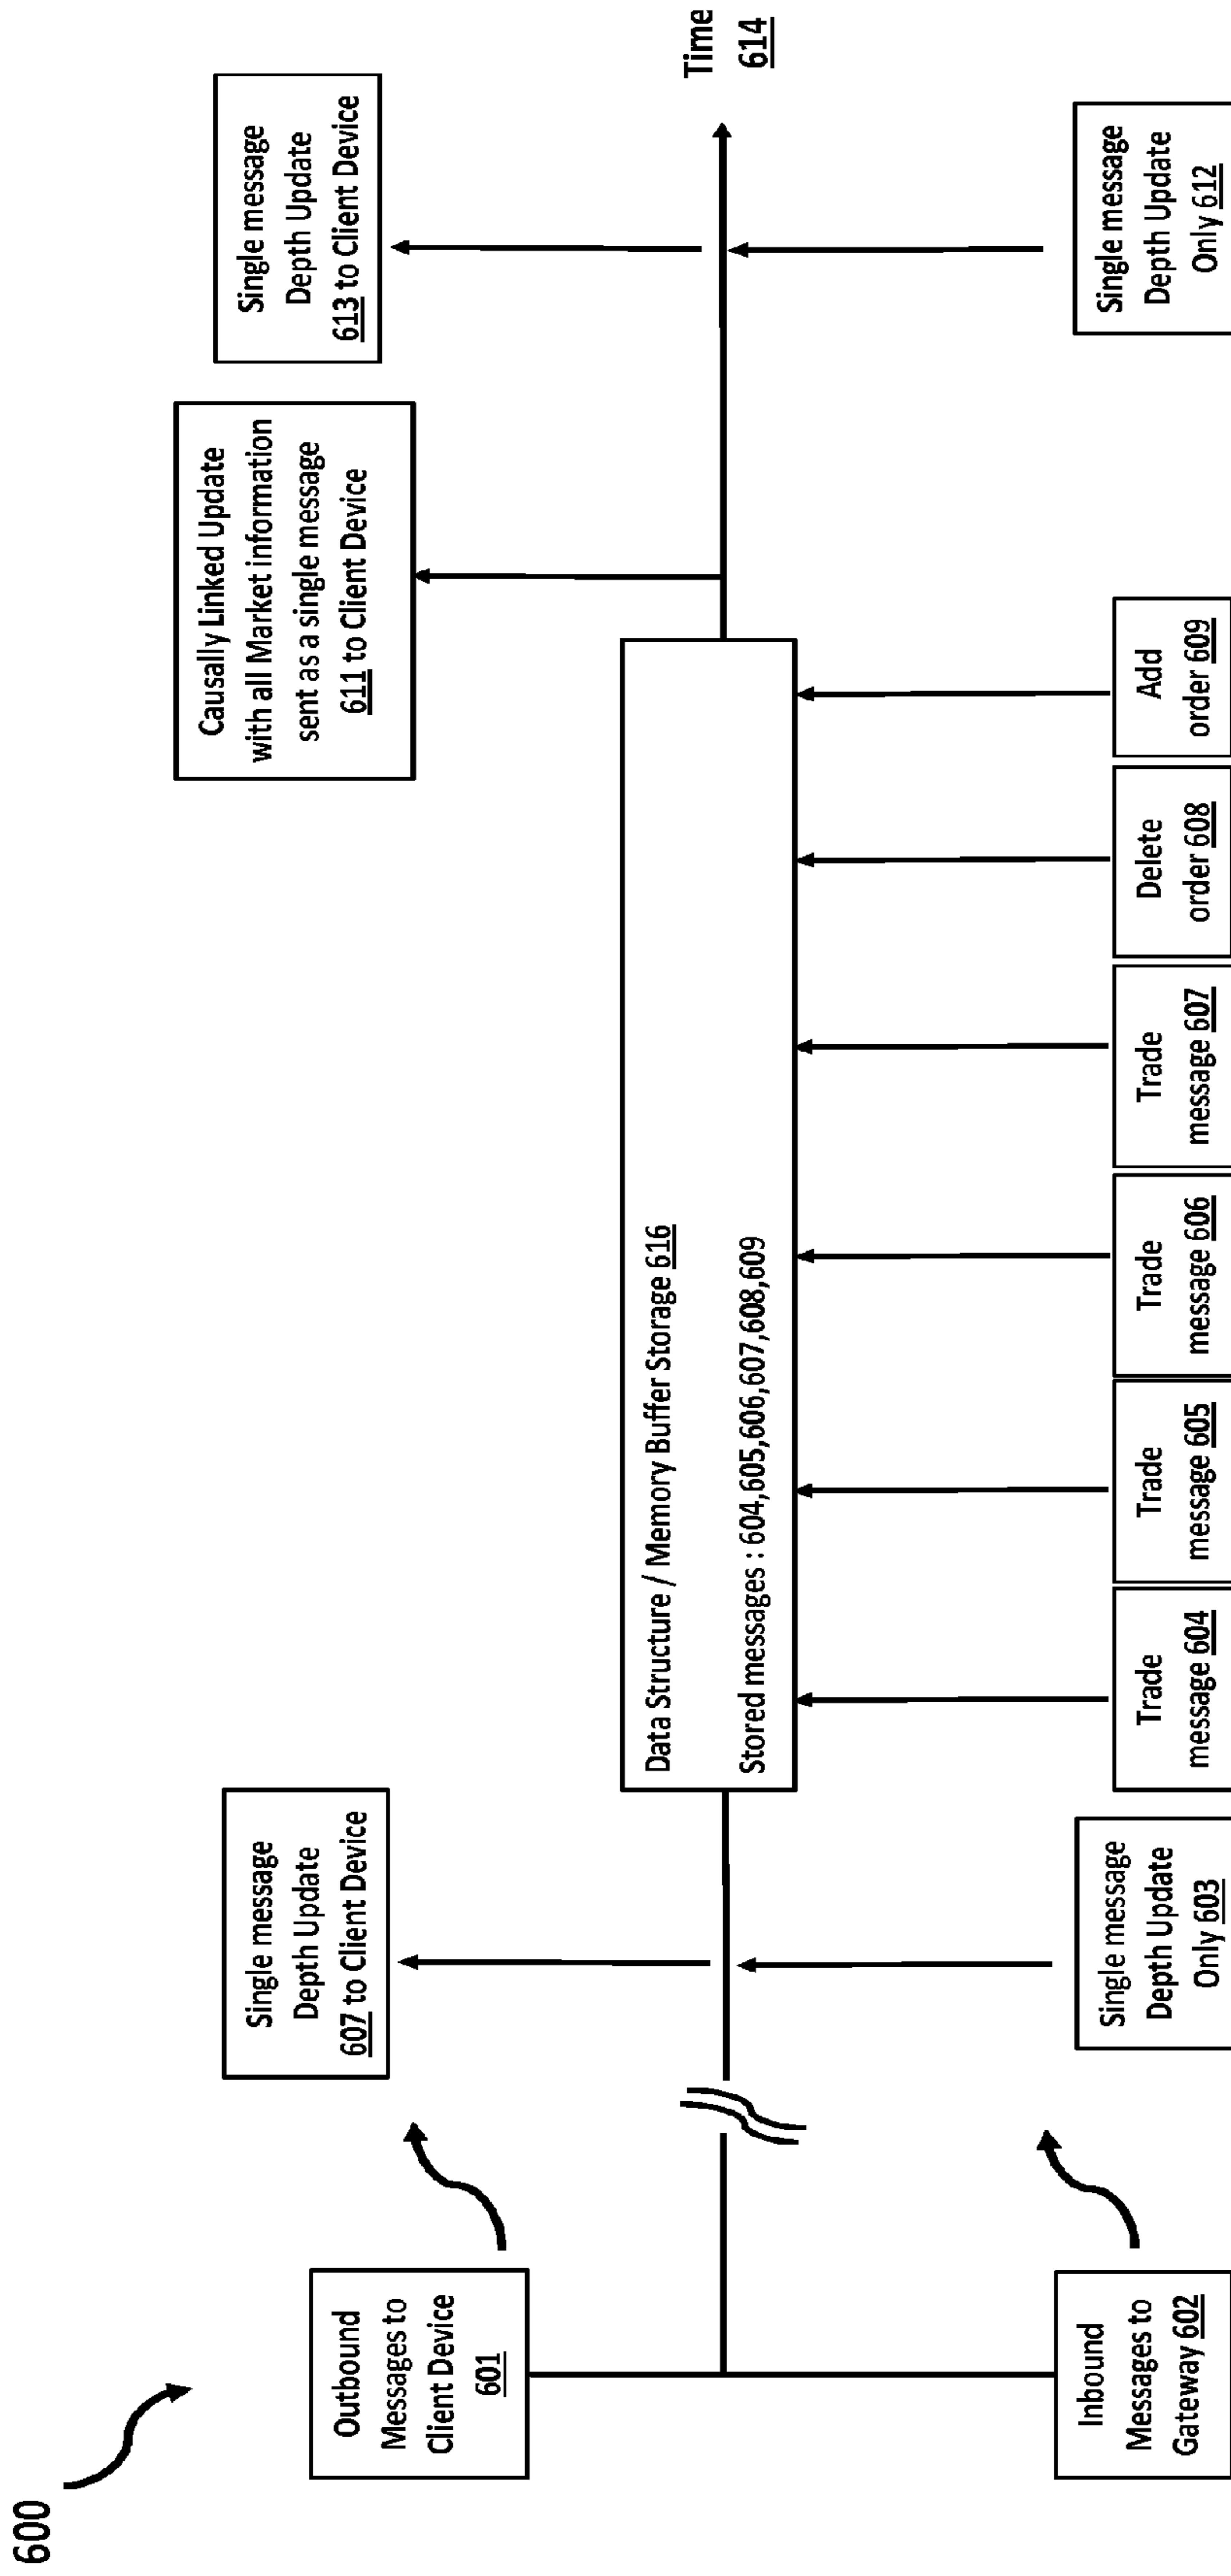 600
Outbound
Messages to
Client Device
601
Inbound
Messages to
Gateway 602
Single message
Depth Update
607 to Client Device
Single message
Depth Update
Only 603
Data Structure / Memory Buffer Storage 616
Stored messages : 604,605,606,607,608,609
Trade
message 604
Trade
message 605
Trade
message 606
Trade
message 607
Delete
order 608
Add
order 609
Causally Linked Update
with all Market information
sent as a single message
611 to Client Device
Single message
Depth Update
613 to Client Device
Single message
Depth Update
Only 612
Time
614